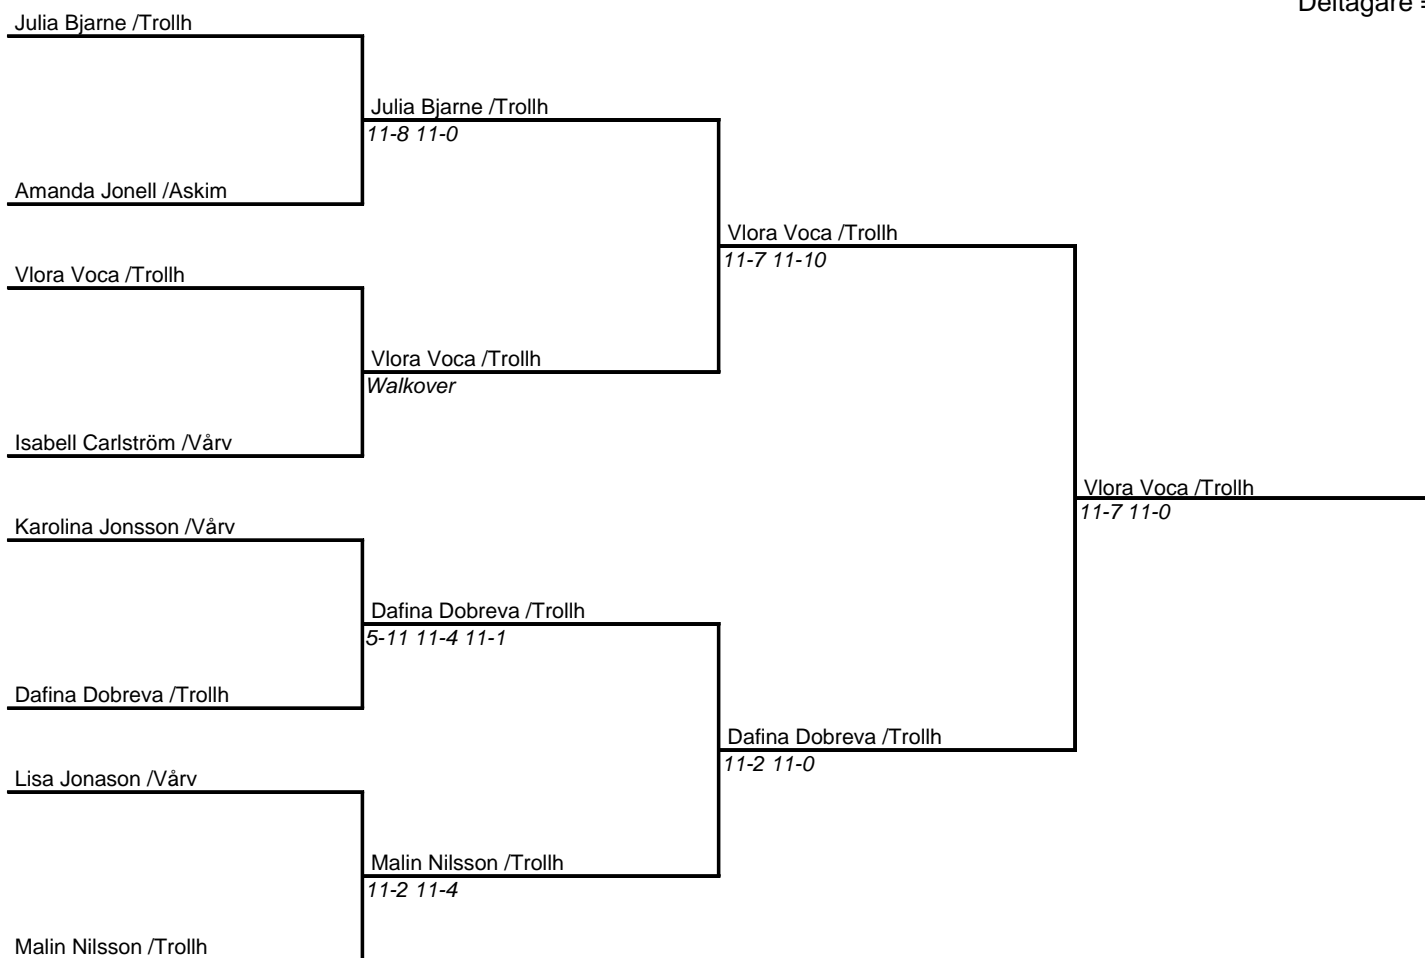 Deltagare =
Julia Bjarne /Trollh
Julia Bjarne /Trollh
11-8 11-0
Amanda Jonell /Askim
Vlora Voca /Trollh
11-7 11-10
Vlora Voca /Trollh
Vlora Voca /Trollh
Walkover
Isabell Carlström /Vårv
Vlora Voca /Trollh
11-7 11-0
Karolina Jonsson /Vårv
Dafina Dobreva /Trollh
5-11 11-4 11-1
Dafina Dobreva /Trollh
Dafina Dobreva /Trollh
11-2 11-0
Lisa Jonason /Vårv
Malin Nilsson /Trollh
11-2 11-4
Malin Nilsson /Trollh